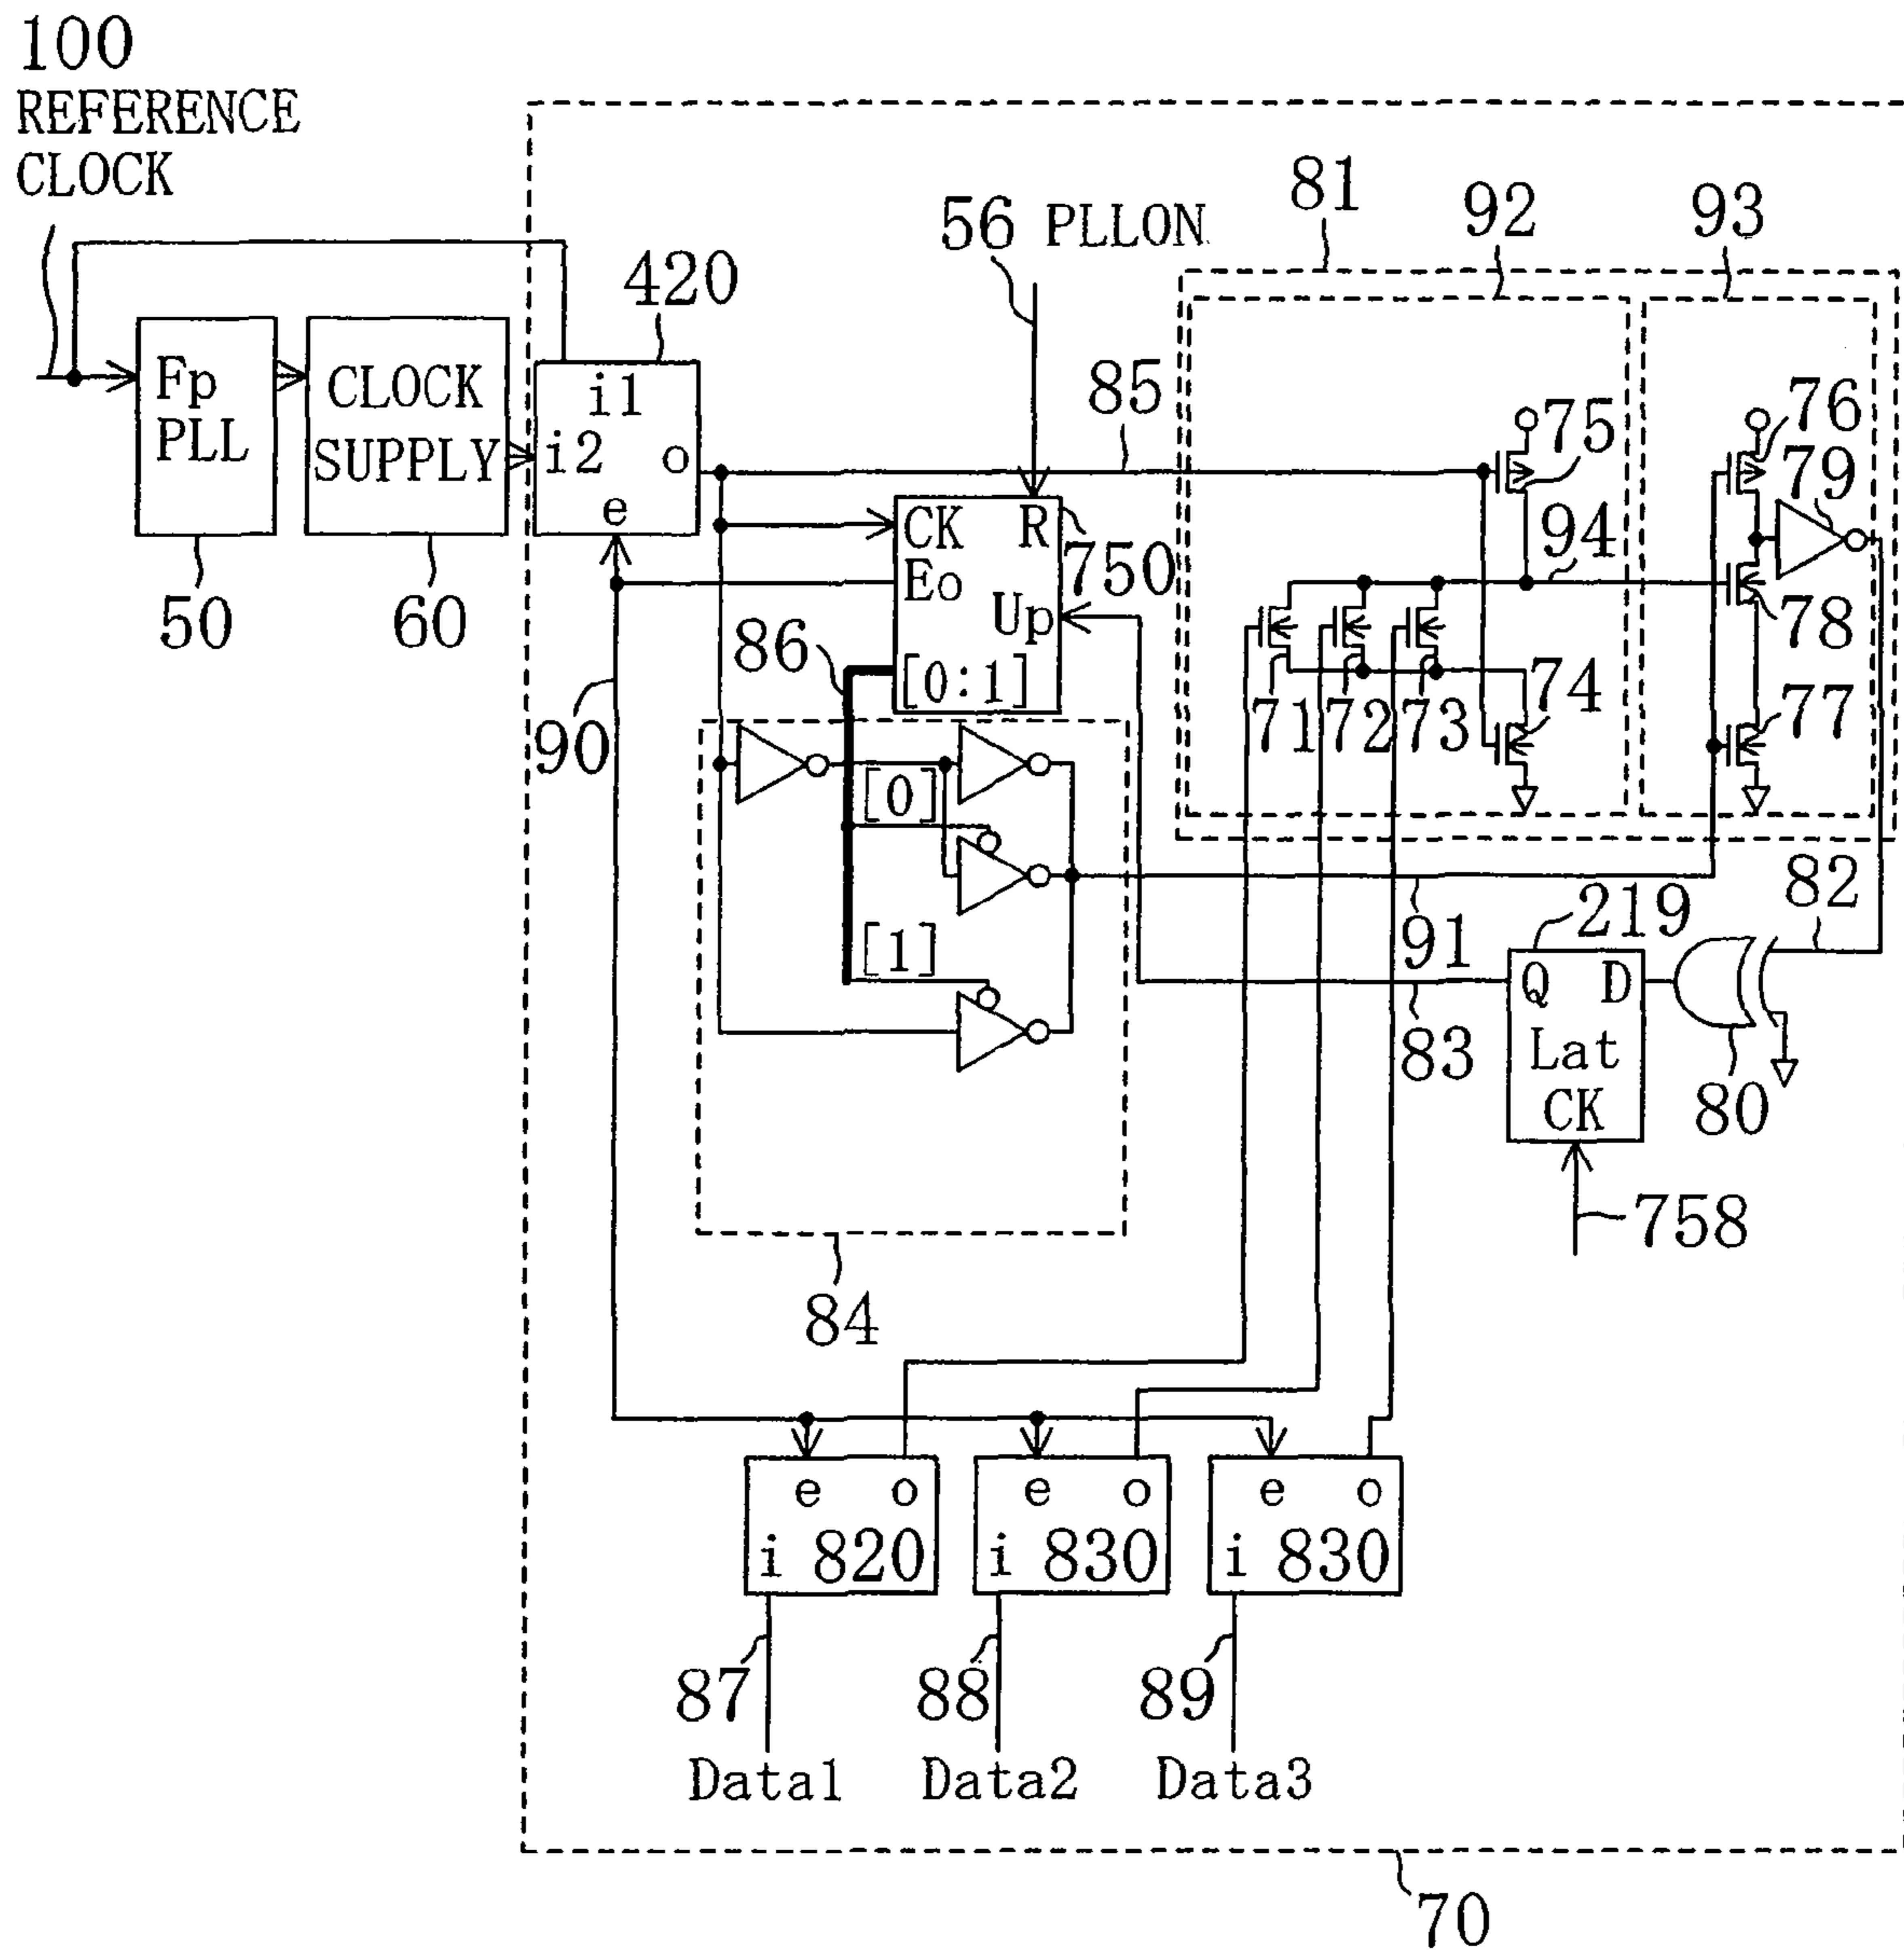 100
REFERENCE
CLOCK
81
92
93
56 PLLON
420
Fp
PLL
CLOCK
SUPPLY
i1
i2
o
e
85
75
76
79
CK
R
750
Eo
Up
94
50
60
86
[0:1]
78
71
72
73
74
77
90
[0]
82
[1]
91
219
Q
D
83
Lat
CK
80
758
84
e
o
e
o
e
o
i 820
i 830
i 830
87
88
89
Data1
Data2
Data3
70